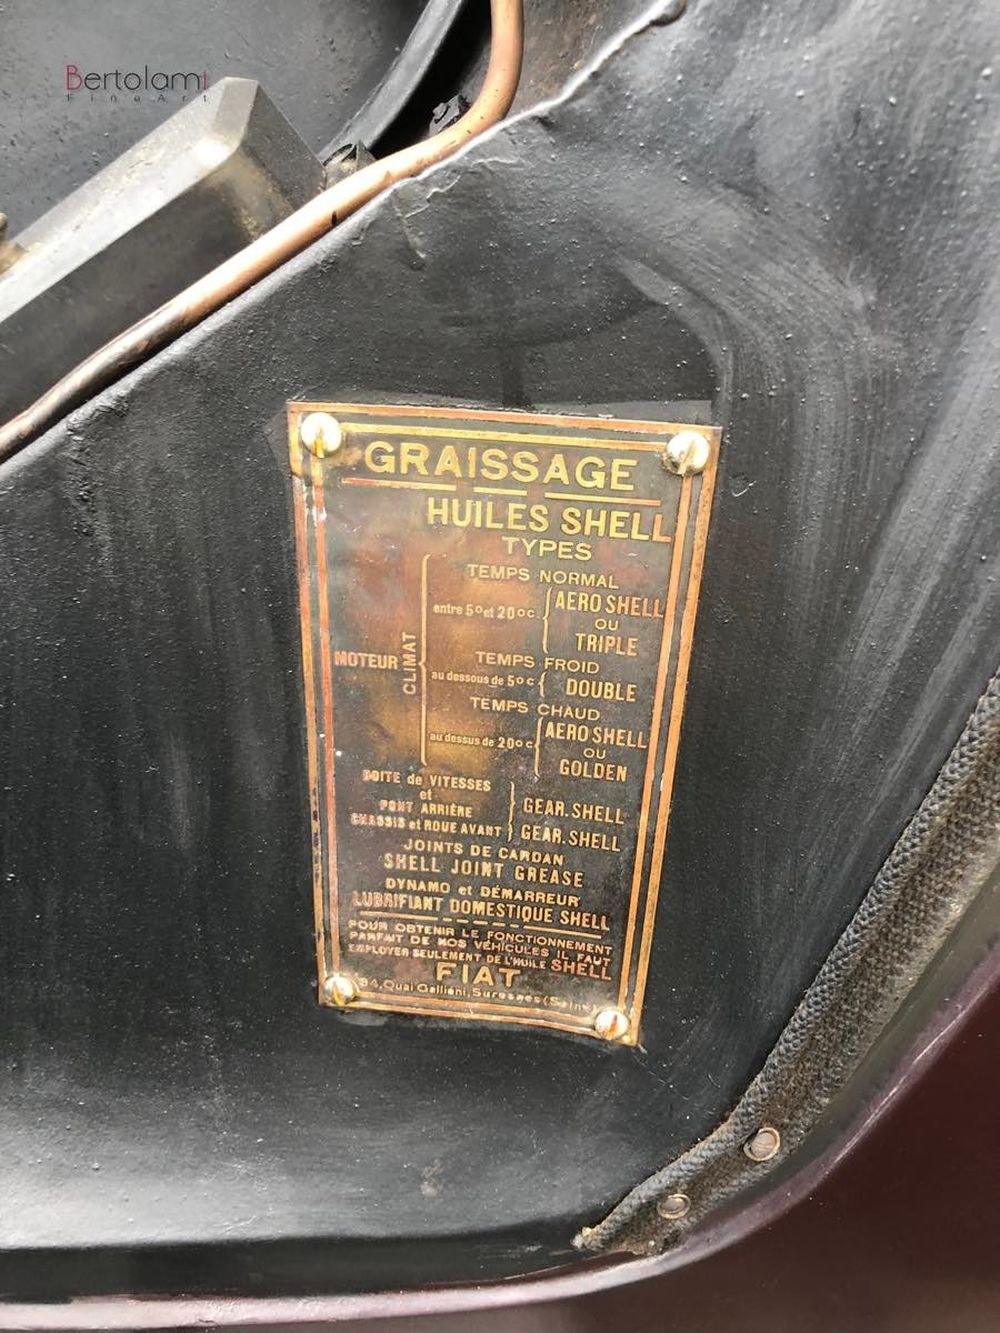 Bertolami
FineArt
GRAISSAGE
HUILES SHELL
TYPES
TEMPS NORMAL
entre 5° et 20°C. AERO SHELL
OU
TRIPLE
MOTEUR
CLIMAT
TEMPS FROID
au dessous de 5°C DOUBLE
TEMPS CHAUD
au dessus de 20°C. AERO SHELL
OU
GOLDEN
BOITE de VITESSES
et
PONT ARRIÈRE GEAR.SHELL
CHASSIS et ROUE AVANT GEAR.SHELL
JOINTS DE CARDAN
SHELL JOINT GREASE
DYNAMO et DÉMARREUR
LUBRIFIANT DOMESTIQUE SHELL
POUR OBTENIR LE FONCTIONNEMENT
PARFAIT DE NOS VÉHICULES IL FAUT
EMPLOYER SEULEMENT DE L'HUILE SHELL
FIAT
Quai Galliéni, Suresnes (Seine)